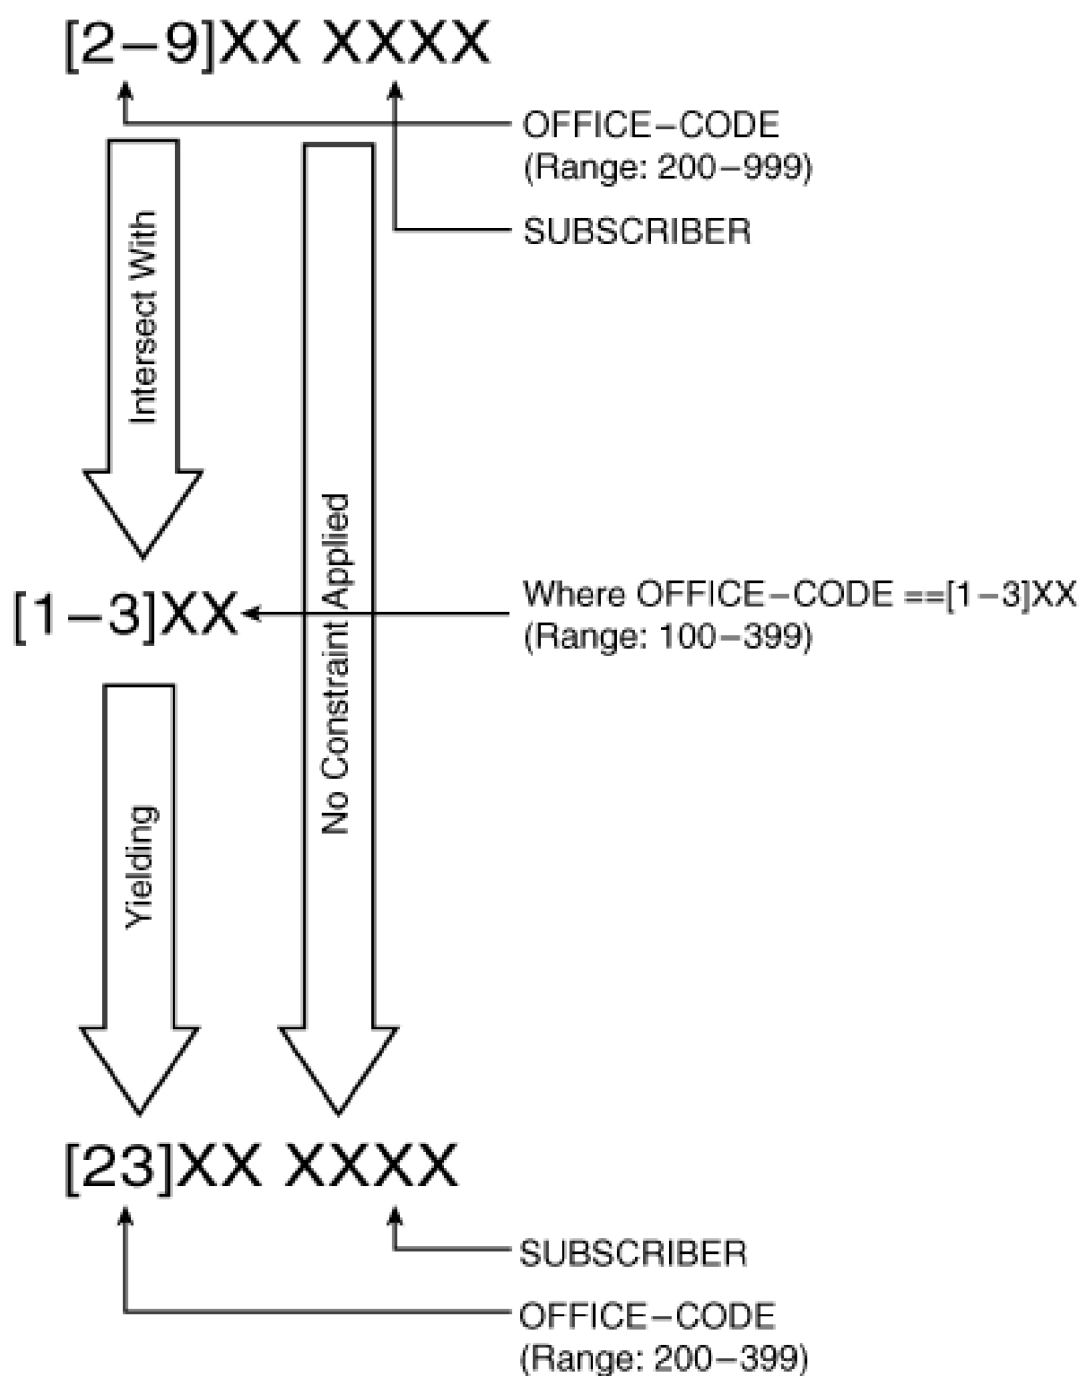 [2–9]XX XXXX
OFFICE–CODE
(Range: 200–999)
SUBSCRIBER
Intersect With
No Constraint Applied
[1–3]XX
Where OFFICE–CODE ==[1–3]XX
(Range: 100–399)
Yielding
[23]XX XXXX
SUBSCRIBER
OFFICE–CODE
(Range: 200–399)